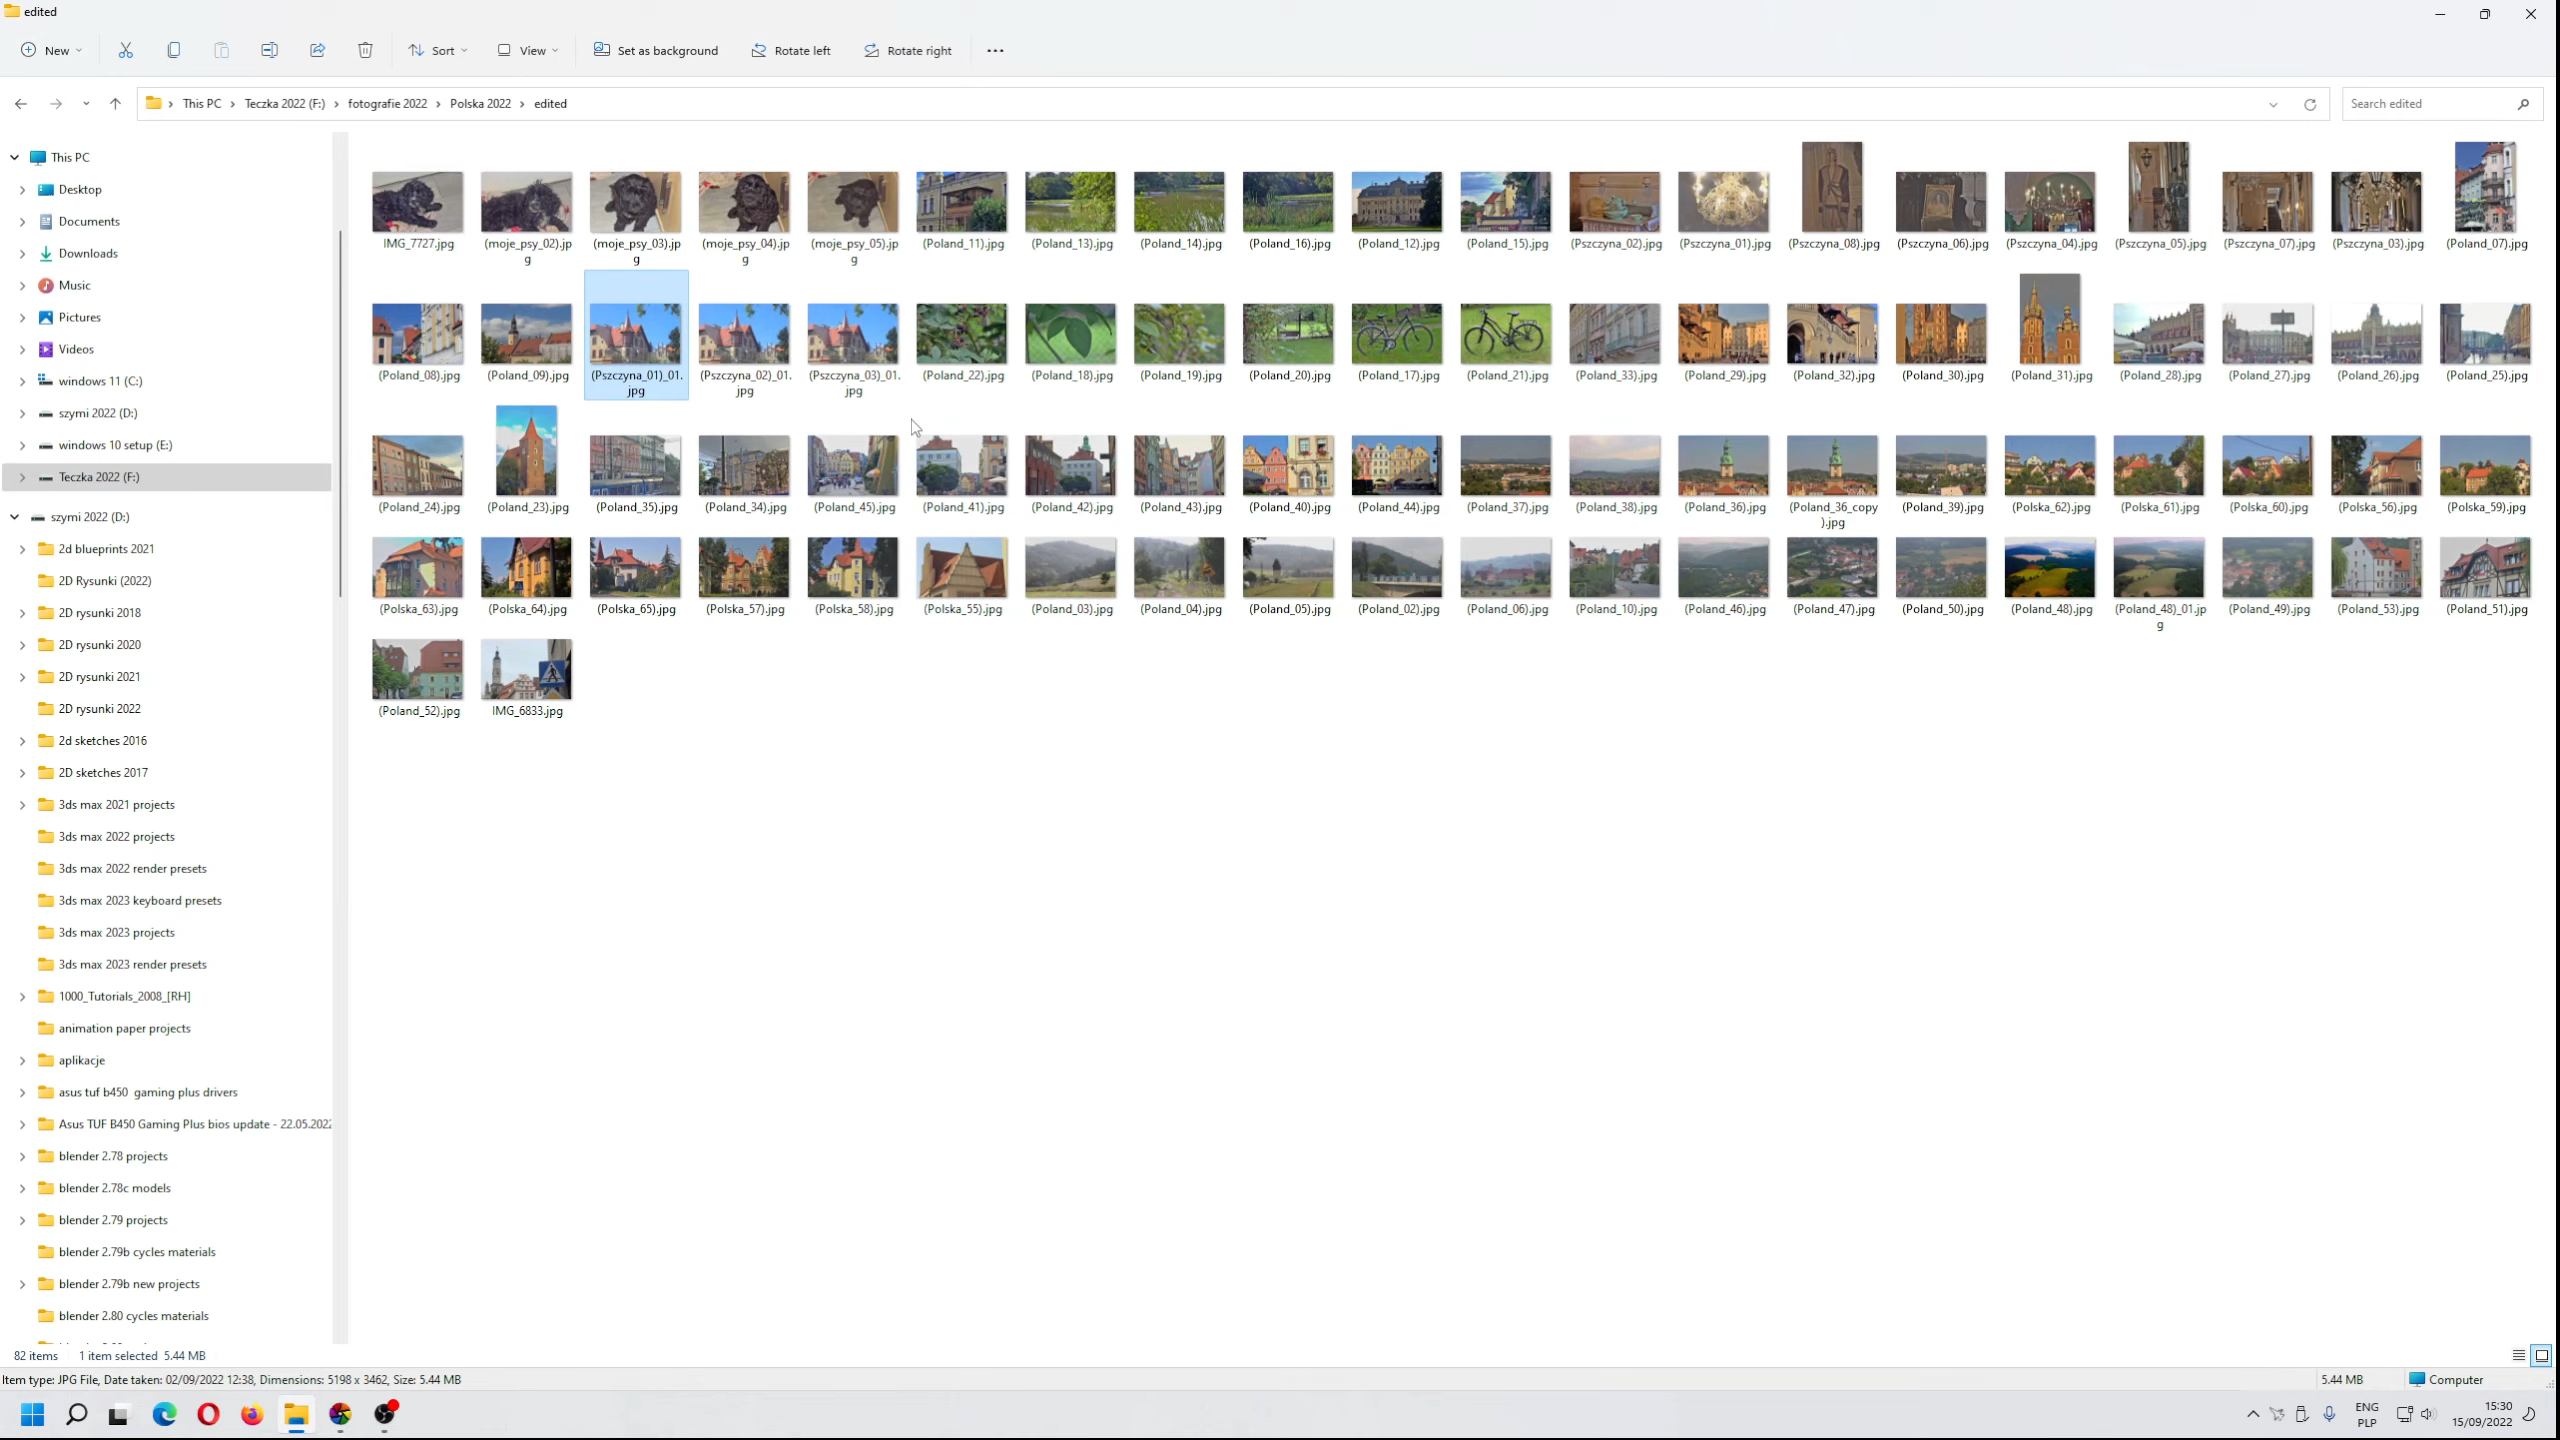 edited
New
Sort
View
Set as background
Rotate left
Rotate right
This PC
Teczka 2022 (F:)
fotografie 2022
Polska 2022
edited
Search edited
This PC
Desktop
Documents
Downloads
Music
Pictures
Videos
windows 11 (C:)
szymi 2022 (D:)
windows 10 setup (E:)
Teczka 2022 (F:)
szymi 2022 (D:)
2d blueprints 2021
2D Rysunki (2022)
2D rysunki 2018
2D rysunki 2020
2D rysunki 2021
2D rysunki 2022
2d sketches 2016
2D sketches 2017
3ds max 2021 projects
3ds max 2022 projects
3ds max 2022 render presets
3ds max 2023 keyboard presets
3ds max 2023 projects
3ds max 2023 render presets
1000_Tutorials_2008_[RH]
animation paper projects
aplikacje
asus tuf b450 gaming plus drivers
Asus TUF B450 Gaming Plus bios update - 22.05.2022
blender 2.78 projects
blender 2.78c models
blender 2.79 projects
blender 2.79b cycles materials
blender 2.79b new projects
blender 2.80 cycles materials
IMG_7727.jpg
(moje_psy_02).jp
g
(moje_psy_03).jp
g
(moje_psy_04).jp
g
(moje_psy_05).jp
g
(Poland_11).jpg
(Poland_13).jpg
(Poland_14).jpg
(Poland_16).jpg
(Poland_12).jpg
(Poland_15).jpg
(Pszczyna_02).jpg
(Pszczyna_01).jpg
(Pszczyna_08).jpg
(Pszczyna_06).jpg
(Pszczyna_04).jpg
(Pszczyna_05).jpg
(Pszczyna_07).jpg
(Pszczyna_03).jpg
(Poland_07).jpg
(Poland_08).jpg
(Poland_09).jpg
(Pszczyna_01)_01.
jpg
(Pszczyna_02)_01.
jpg
(Pszczyna_03)_01.
jpg
(Poland_22).jpg
(Poland_18).jpg
(Poland_19).jpg
(Poland_20).jpg
(Poland_17).jpg
(Poland_21).jpg
(Poland_33).jpg
(Poland_29).jpg
(Poland_32).jpg
(Poland_30).jpg
(Poland_31).jpg
(Poland_28).jpg
(Poland_27).jpg
(Poland_26).jpg
(Poland_25).jpg
(Poland_24).jpg
(Poland_23).jpg
(Poland_35).jpg
(Poland_34).jpg
(Poland_45).jpg
(Poland_41).jpg
(Poland_42).jpg
(Poland_43).jpg
(Poland_40).jpg
(Poland_44).jpg
(Poland_37).jpg
(Poland_38).jpg
(Poland_36).jpg
(Poland_36_copy
).jpg
(Poland_39).jpg
(Polska_62).jpg
(Polska_61).jpg
(Polska_60).jpg
(Polska_56).jpg
(Polska_59).jpg
(Polska_63).jpg
(Polska_64).jpg
(Polska_65).jpg
(Polska_57).jpg
(Polska_58).jpg
(Polska_55).jpg
(Poland_03).jpg
(Poland_04).jpg
(Poland_05).jpg
(Poland_02).jpg
(Poland_06).jpg
(Poland_10).jpg
(Poland_46).jpg
(Poland_47).jpg
(Poland_50).jpg
(Poland_48).jpg
(Poland_48)_01.jp
g
(Poland_49).jpg
(Poland_53).jpg
(Poland_51).jpg
(Poland_52).jpg
IMG_6833.jpg
82 items
1 item selected 5.44 MB
Item type: JPG File, Date taken: 02/09/2022 12:38, Dimensions: 5198 x 3462, Size: 5.44 MB
5.44 MB
Computer
ENG
PLP
15:30
15/09/2022